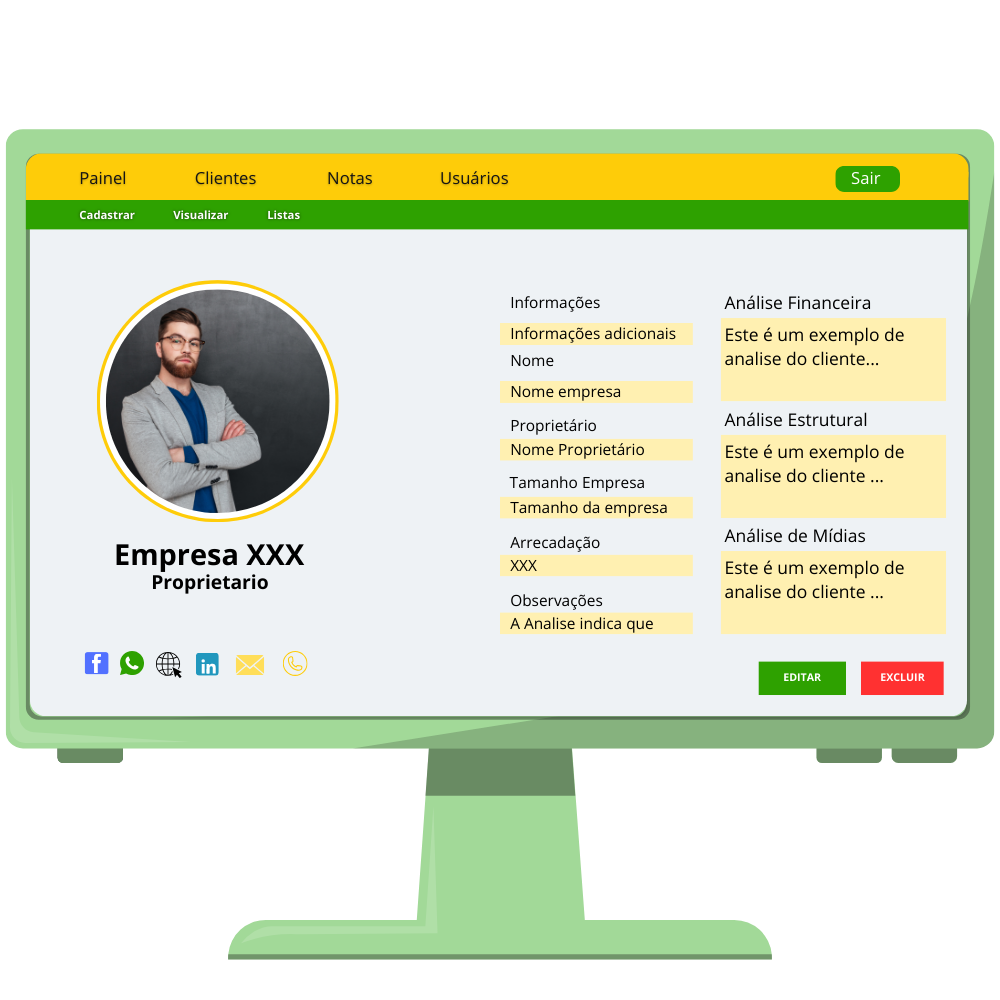 Painel Clientes Notas Usuários Sair
Cadastrar Visualizar Listas
Empresa XXX
Proprietario
Informações
Informações adicionais
Nome
Nome empresa
Proprietário
Nome Proprietário
Tamanho Empresa
Tamanho da empresa
Arrecadação
XXX
Observações
A Analise indica que
Análise Financeira
Este é um exemplo de
analise do cliente...
Análise Estrutural
Este é um exemplo de
analise do cliente ...
Análise de Mídias
Este é um exemplo de
analise do cliente ...
EDITAR EXCLUIR